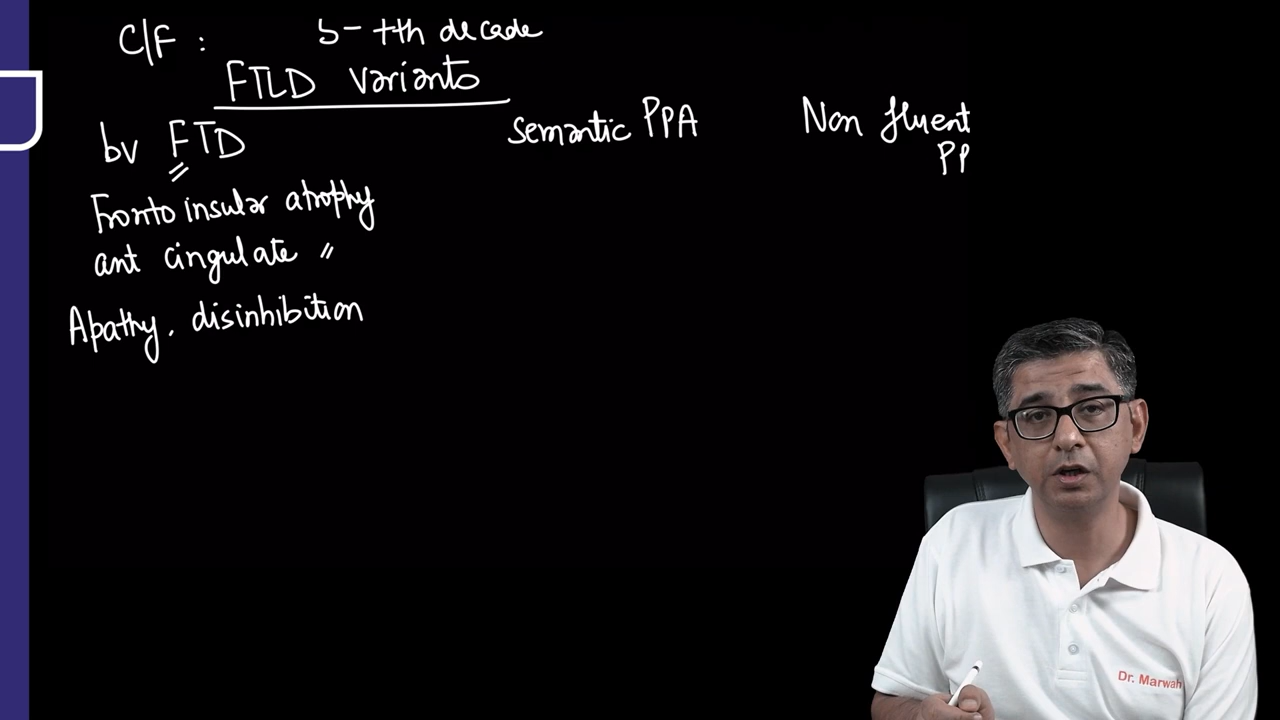 C/F : 5- 7th decade
FTLD variants
bv FTD
Semantic PPA
Non fluent
PP
Fronto insular atrophy
ant cingulate "
Apathy, disinhibition
Dr. Marwah